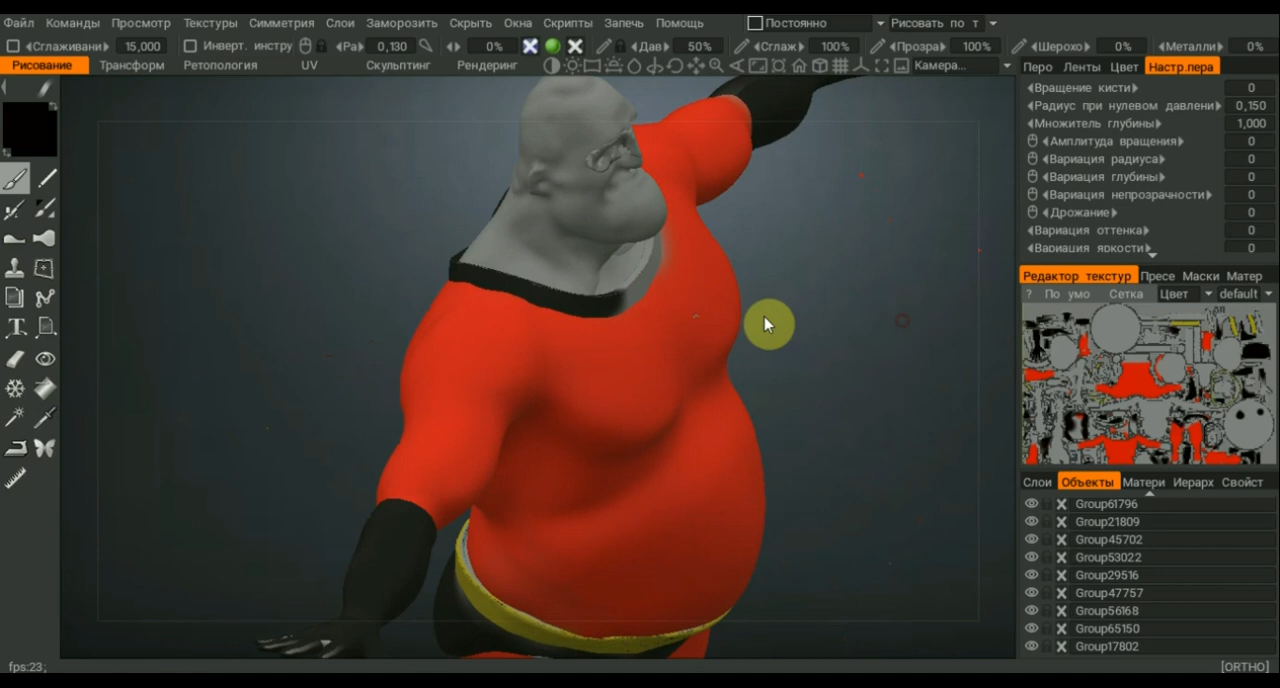 Файл Команды Просмотр Текстуры Симметрия Слои Заморозить Скрыть Окна Скрипты Запечь Помощь Постоянно Рисовать по т
Сглаживани 15,000 Инверт. инстру Ра 0,130 0% Дав 50% Сглаж 100% Прозра 100% Шерохо 0% Металли 0%
Рисование Трансформ Ретопология UV Скульптинг Рендеринг Камера...
Перо Ленты Цвет Настр.пера
Вращение кисти 0
Радиус при нулевом давлени 0,150
Множитель глубины 1,000
Амплитуда вращения 0
Вариация радиуса 0
Вариация глубины 0
Вариация непрозрачности 0
Дрожание 0
Вариация оттенка 0
Вариация яркости 0
Редактор текстур Пресе Маски Матер
? По умо Сетка Цвет default
Слои Объекты Матери Иерарх Свойст
Group61796
Group21809
Group45702
Group53022
Group29516
Group47757
Group56168
Group65150
Group17802
fps:23;
[ORTHO]